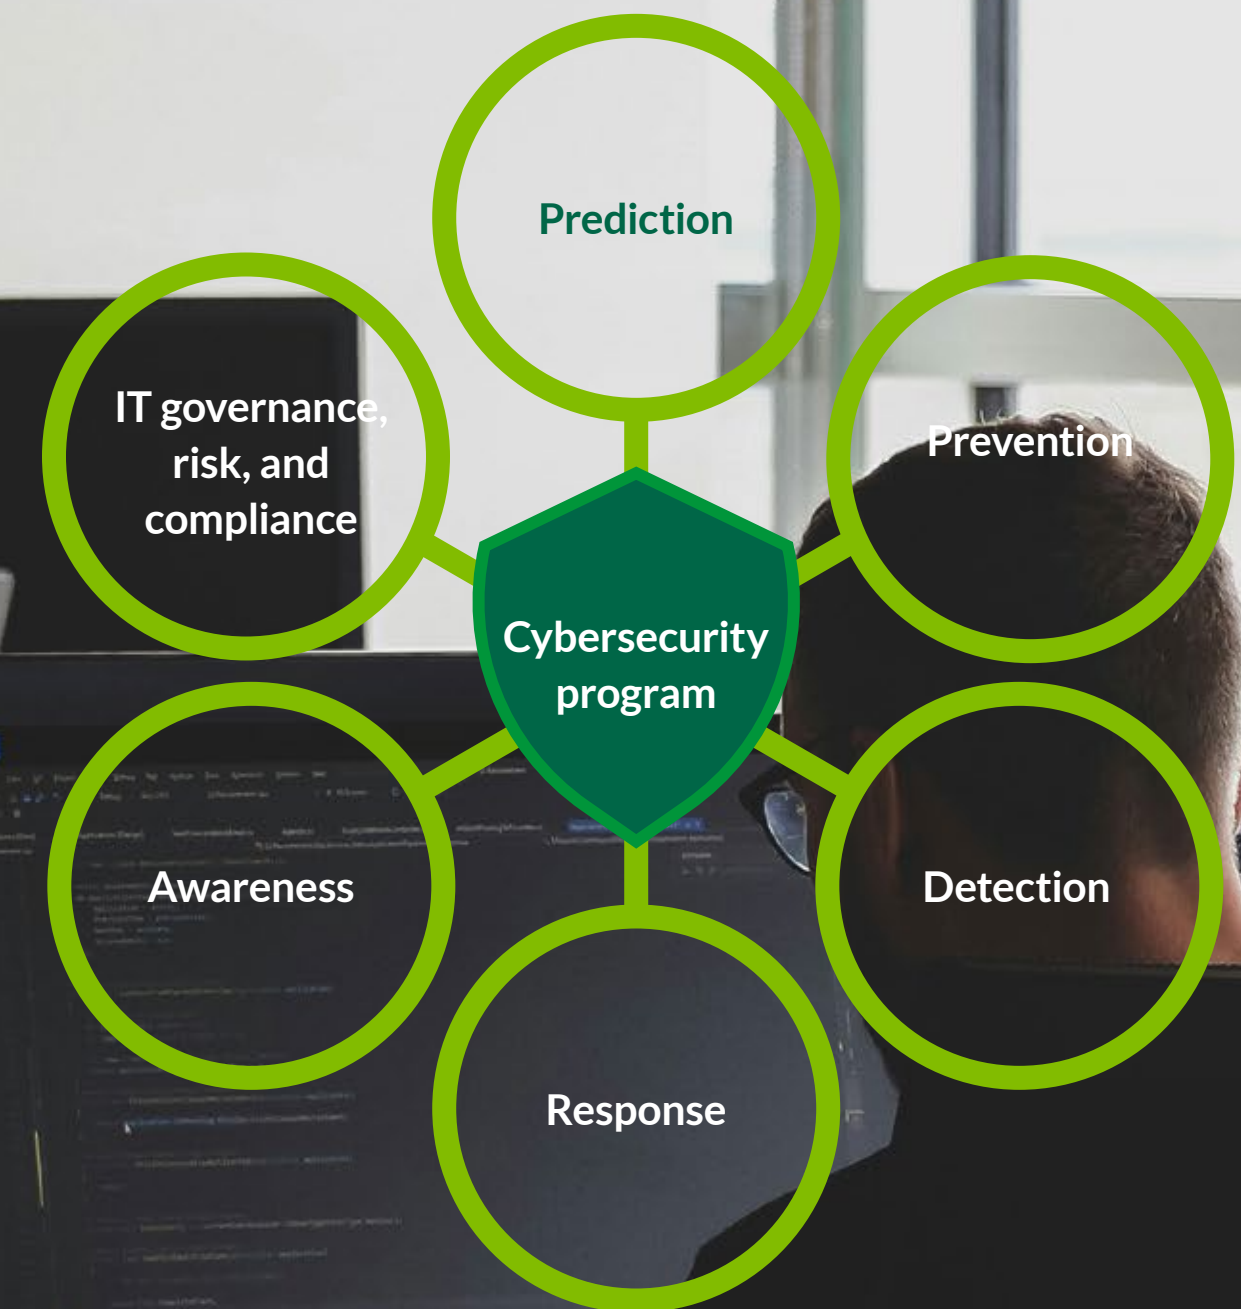 Prediction
IT governance,
risk, and
compliance
Prevention
Cybersecurity
program
Awareness
Detection
Response